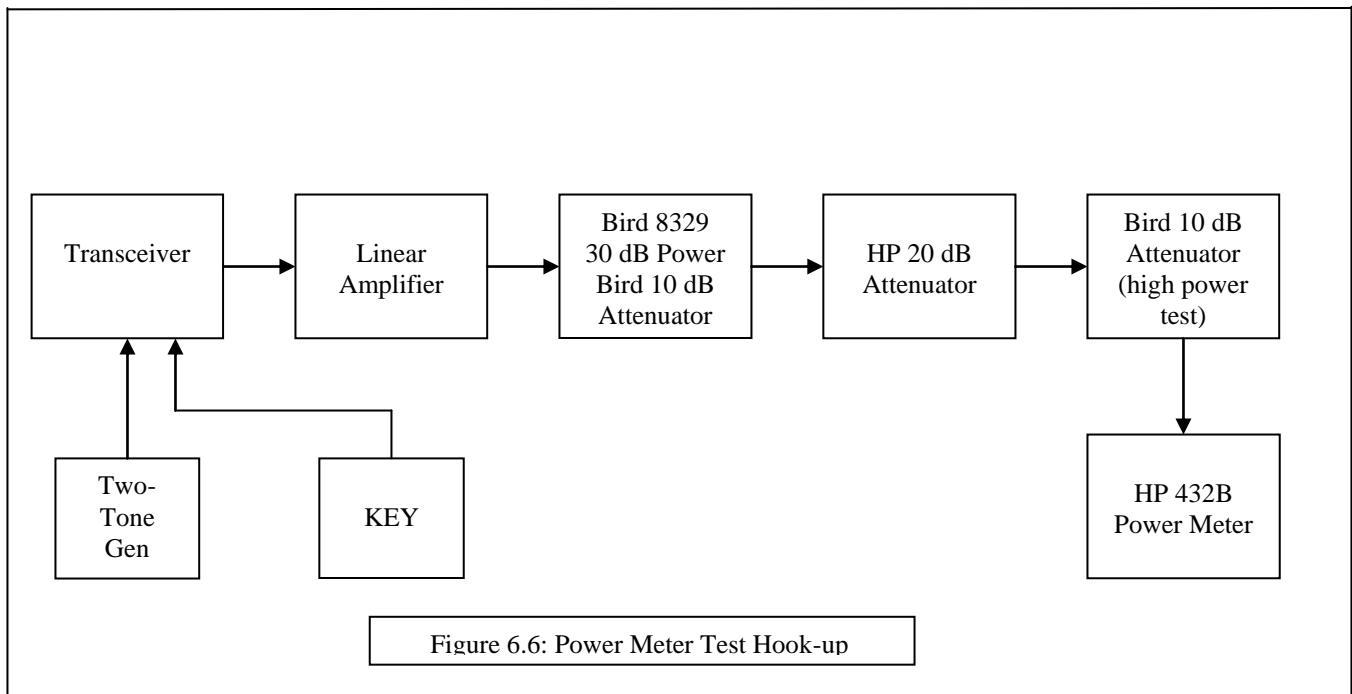 Transceiver
Linear
Amplifier
Bird 8329
30 dB Power
Bird 10 dB
Attenuator
HP 20 dB
Attenuator
Bird 10 dB
Attenuator
(high power
test)
Two-
Tone
Gen
KEY
HP 432B
Power Meter
Figure 6.6: Power Meter Test Hook-up